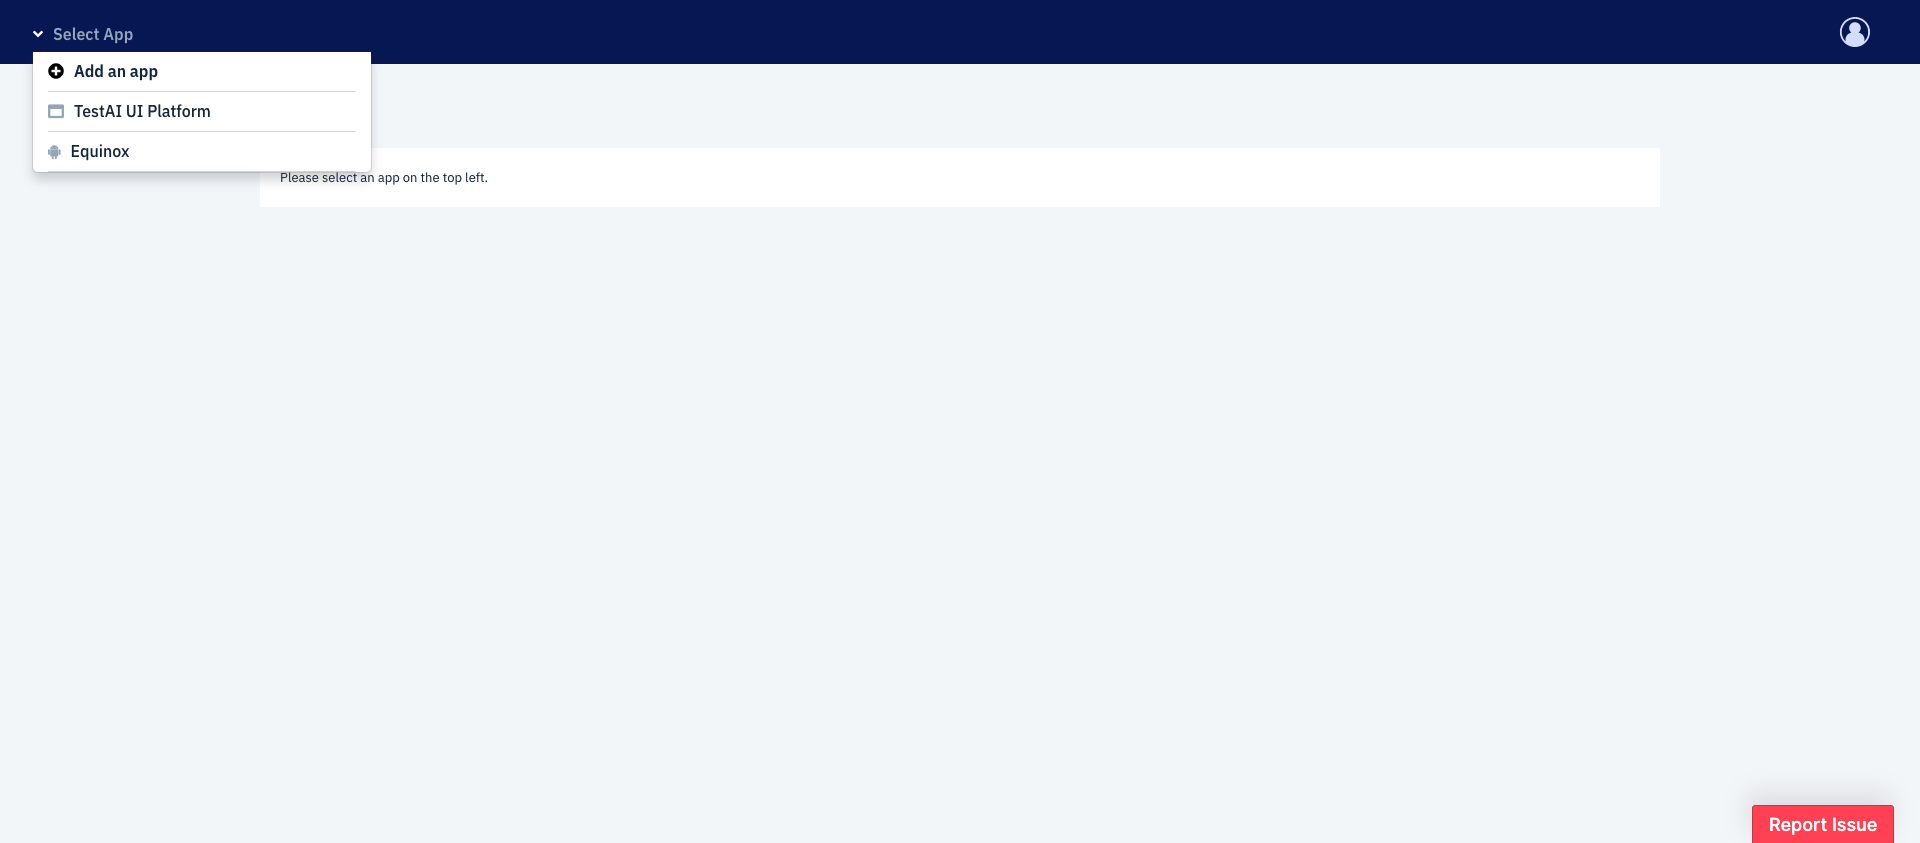 Select App
Add an app
TestAI UI Platform
Equinox
Please select an app on the top left.
Report Issue